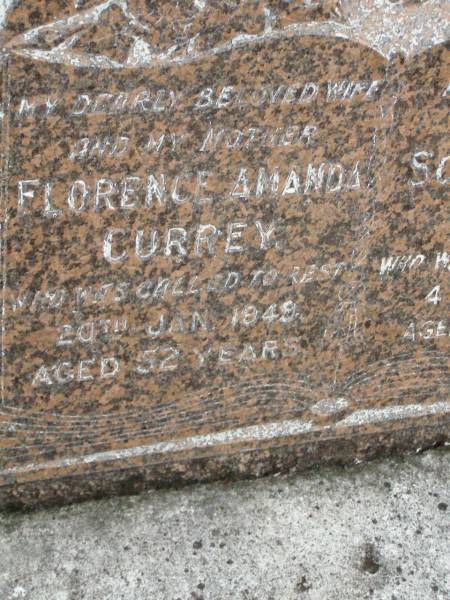 MY DEARLY BELOVED WIFE
AND MY MOTHER
FLORENCE AMANDA
CURREY.
WHO WAS CALLED TO REST
20TH JAN. 1948.
AGED 52 YEARS.
SO
WHO W
4
AGE